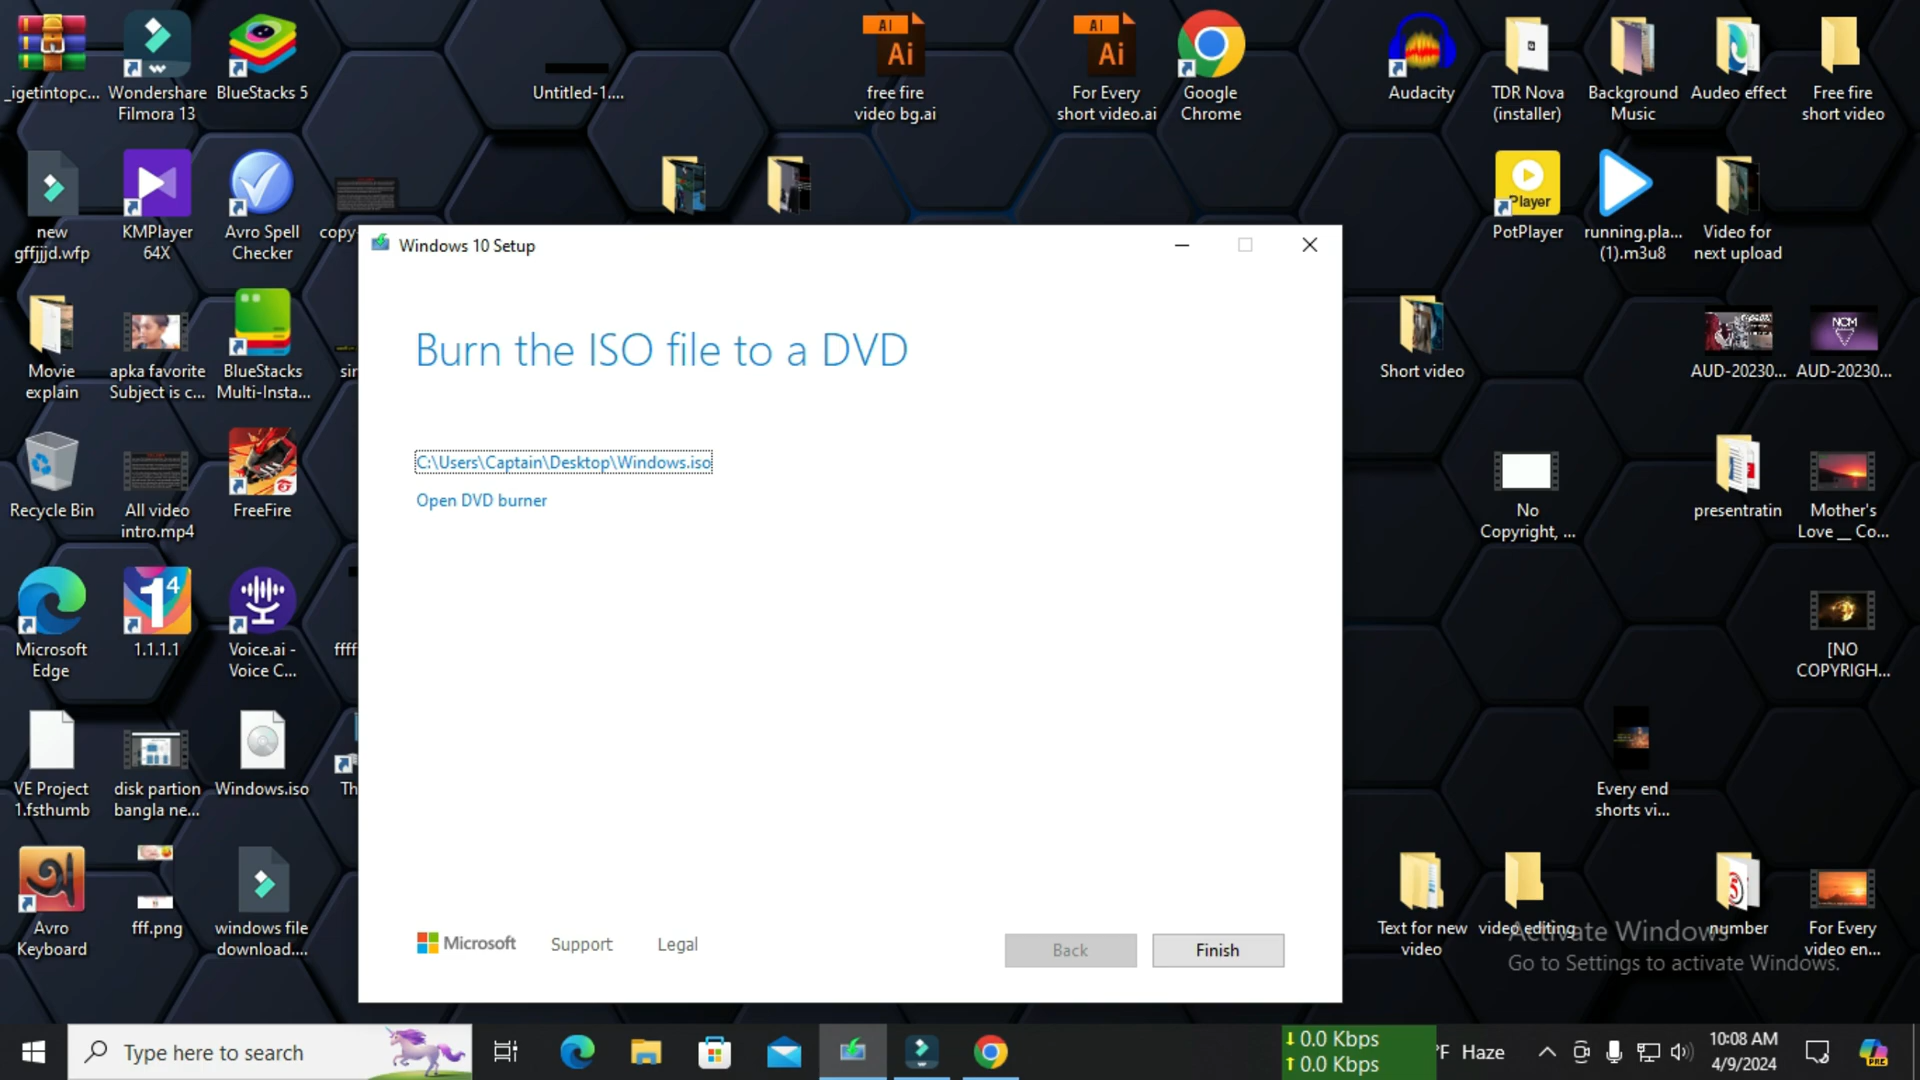 _igetintopc...
Wondershare
Filmora 13
BlueStacks 5
Untitled-1....
free fire
video bg.ai
For Every
short video.ai
Google
Chrome
Audacity
TDR Nova
(installer)
Background
Music
Audeo effect
Free fire
short video
new
gffjjjd.wfp
KMPlayer
64X
Avro Spell
Checker
copy-
Player
PotPlayer
running.pla...
(1).m3u8
Video for
next upload
Windows 10 Setup
Burn the ISO file to a DVD
C:\Users\Captain\Desktop\Windows.iso
Open DVD burner
Microsoft
Support
Legal
Back
Finish
Movie
explain
apka favorite
Subject is c...
BlueStacks
Multi-Insta...
sir
Short video
AUD-20230...
AUD-20230...
Recycle Bin
All video
intro.mp4
FreeFire
No
Copyright, ...
presentratin
Mother's
Love __ Co...
Microsoft
Edge
1.1.1.1
Voice.ai -
Voice C...
ffff
[NO
COPYRIGH...
VE Project
1.fsthumb
disk partion
bangla ne...
Windows.iso
Th
Every end
shorts vi...
Avro
Keyboard
fff.png
windows file
download....
Text for new
video
video editing
number
For Every
video en...
Activate Windows
Go to Settings to activate Windows.
Type here to search
0.0 Kbps
0.0 Kbps
°F Haze
10:08 AM
4/9/2024